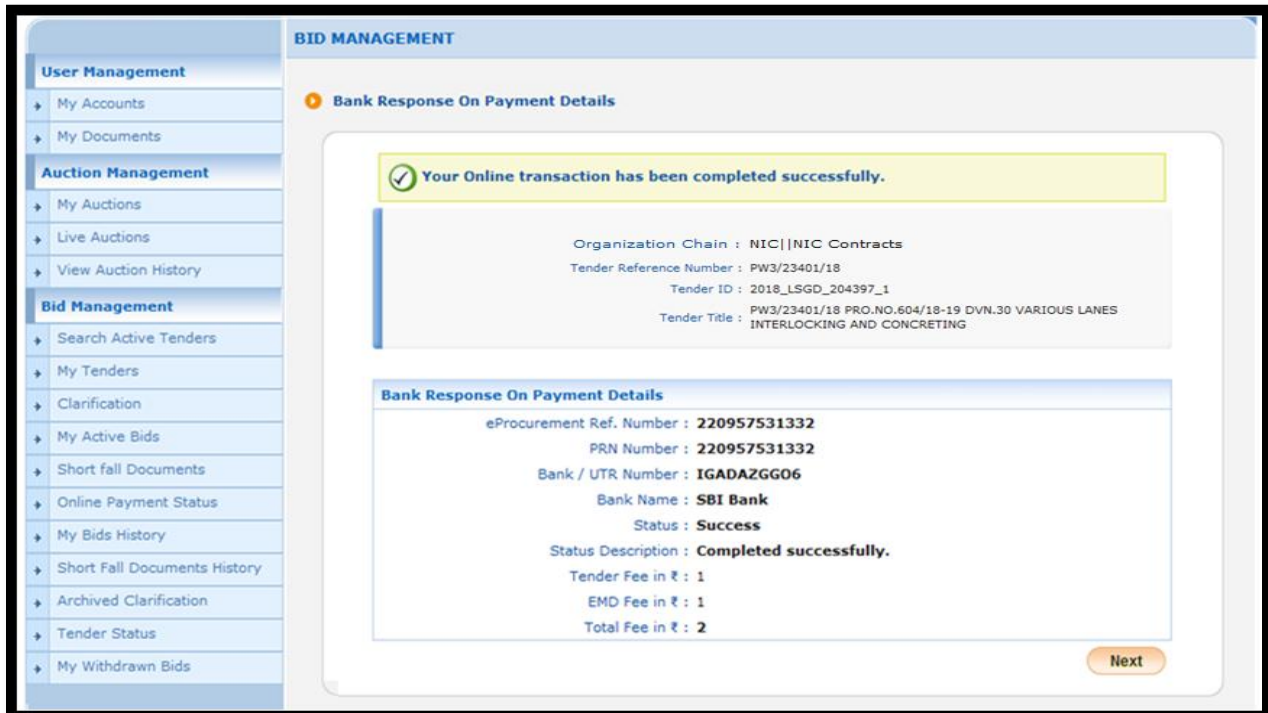 BID MANAGEMENT
User Management
My Accounts
My Documents
Auction Management
My Auctions
Live Auctions
View Auction History
Bid Management
Search Active Tenders
My Tenders
Clarification
My Active Bids
Short fall Documents
Online Payment Status
My Bids History
Short Fall Documents History
Archived Clarification
Tender Status
My Withdrawn Bids
Bank Response On Payment Details
Your Online transaction has been completed successfully.
Organization Chain : NIC||NIC Contracts
Tender Reference Number : PW3/23401/18
Tender ID : 2018_LSGD_204397_1
Tender Title : PW3/23401/18 PRO.NO.604/18-19 DVN.30 VARIOUS LANES
INTERLOCKING AND CONCRETING
Bank Response On Payment Details
eProcurement Ref. Number : 220957531332
PRN Number : 220957531332
Bank / UTR Number : IGADAZGGO6
Bank Name : SBI Bank
Status : Success
Status Description : Completed successfully.
Tender Fee in ₹ : 1
EMD Fee in ₹ : 1
Total Fee in ₹ : 2
Next